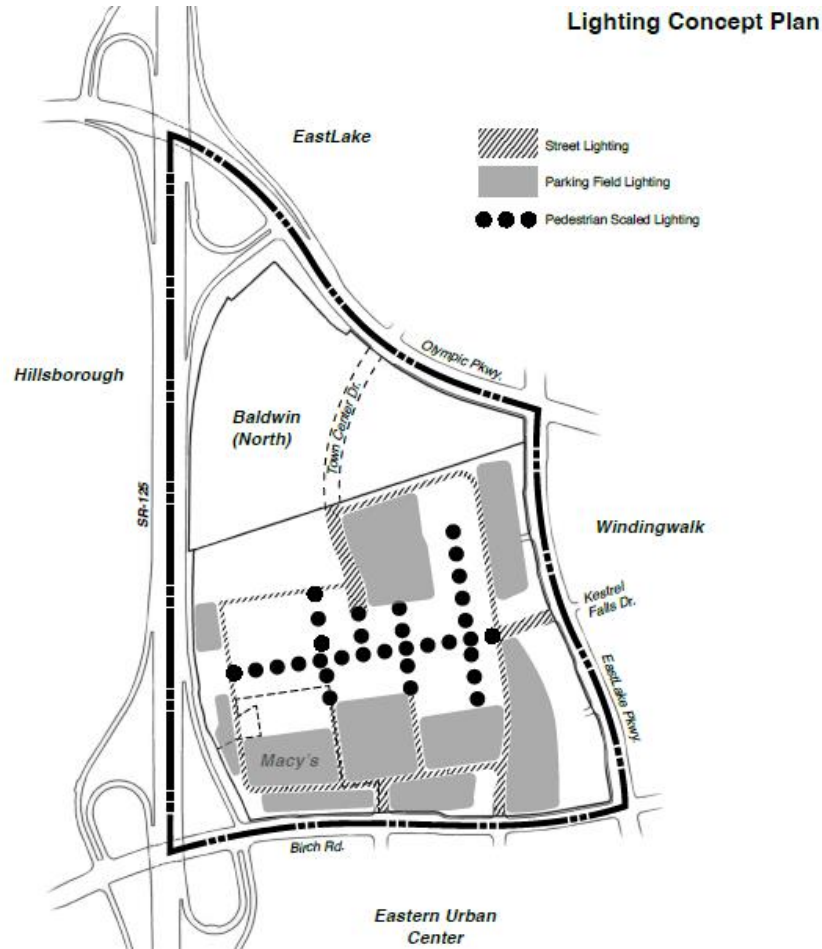 Lighting Concept Plan
EastLake
Street Lighting
Parking Field Lighting
Pedestrian Scaled Lighting
Hillsborough
Olympic Pkwy.
Baldwin
(North)
Town Center Dr.
SR-125
Windingwalk
Kestrel
Falls Dr.
EastLake Pkwy.
Macy's
Birch Rd.
Eastern Urban
Center